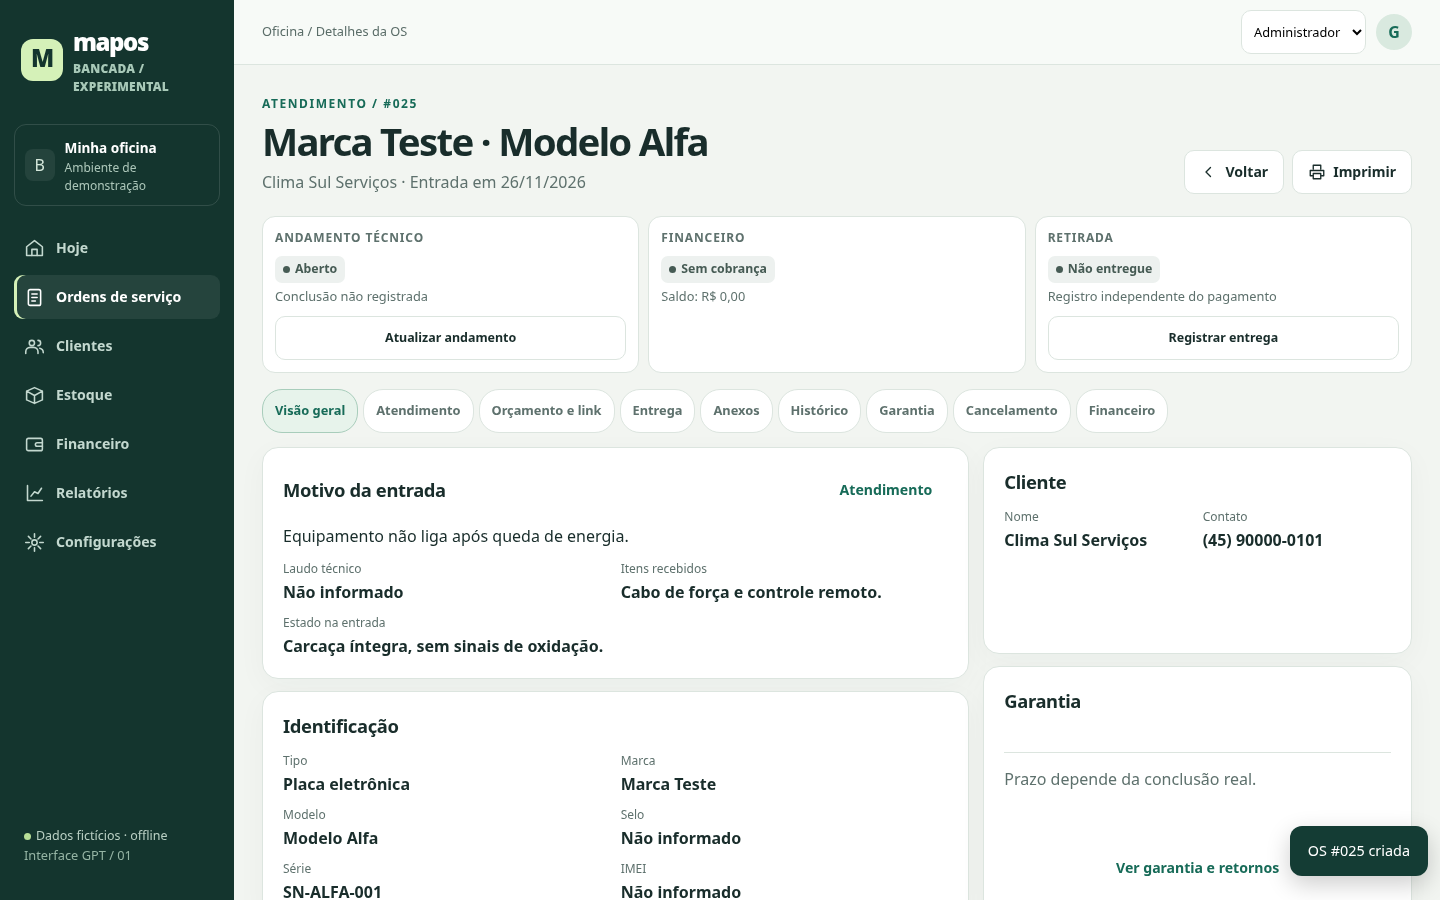 M
mapos
BANCADA /
EXPERIMENTAL
B
Minha oficina
Ambiente de
demonstração
Hoje
Ordens de serviço
Clientes
Estoque
Financeiro
Relatórios
Configurações
Dados fictícios · offline
Interface GPT / 01
Oficina / Detalhes da OS
Administrador
G
ATENDIMENTO / #025
Marca Teste · Modelo Alfa
Clima Sul Serviços · Entrada em 26/11/2026
Voltar
Imprimir
ANDAMENTO TÉCNICO
Aberto
Conclusão não registrada
Atualizar andamento
FINANCEIRO
Sem cobrança
Saldo: R$ 0,00
RETIRADA
Não entregue
Registro independente do pagamento
Registrar entrega
Visão geral
Atendimento
Orçamento e link
Entrega
Anexos
Histórico
Garantia
Cancelamento
Financeiro
Motivo da entrada
Atendimento
Equipamento não liga após queda de energia.
Laudo técnico
Não informado
Itens recebidos
Cabo de força e controle remoto.
Estado na entrada
Carcaça íntegra, sem sinais de oxidação.
Identificação
Tipo
Placa eletrônica
Marca
Marca Teste
Modelo
Modelo Alfa
Selo
Não informado
Série
SN-ALFA-001
IMEI
Não informado
Cliente
Nome
Clima Sul Serviços
Contato
(45) 90000-0101
Garantia
Prazo depende da conclusão real.
Ver garantia e retornos
OS #025 criada